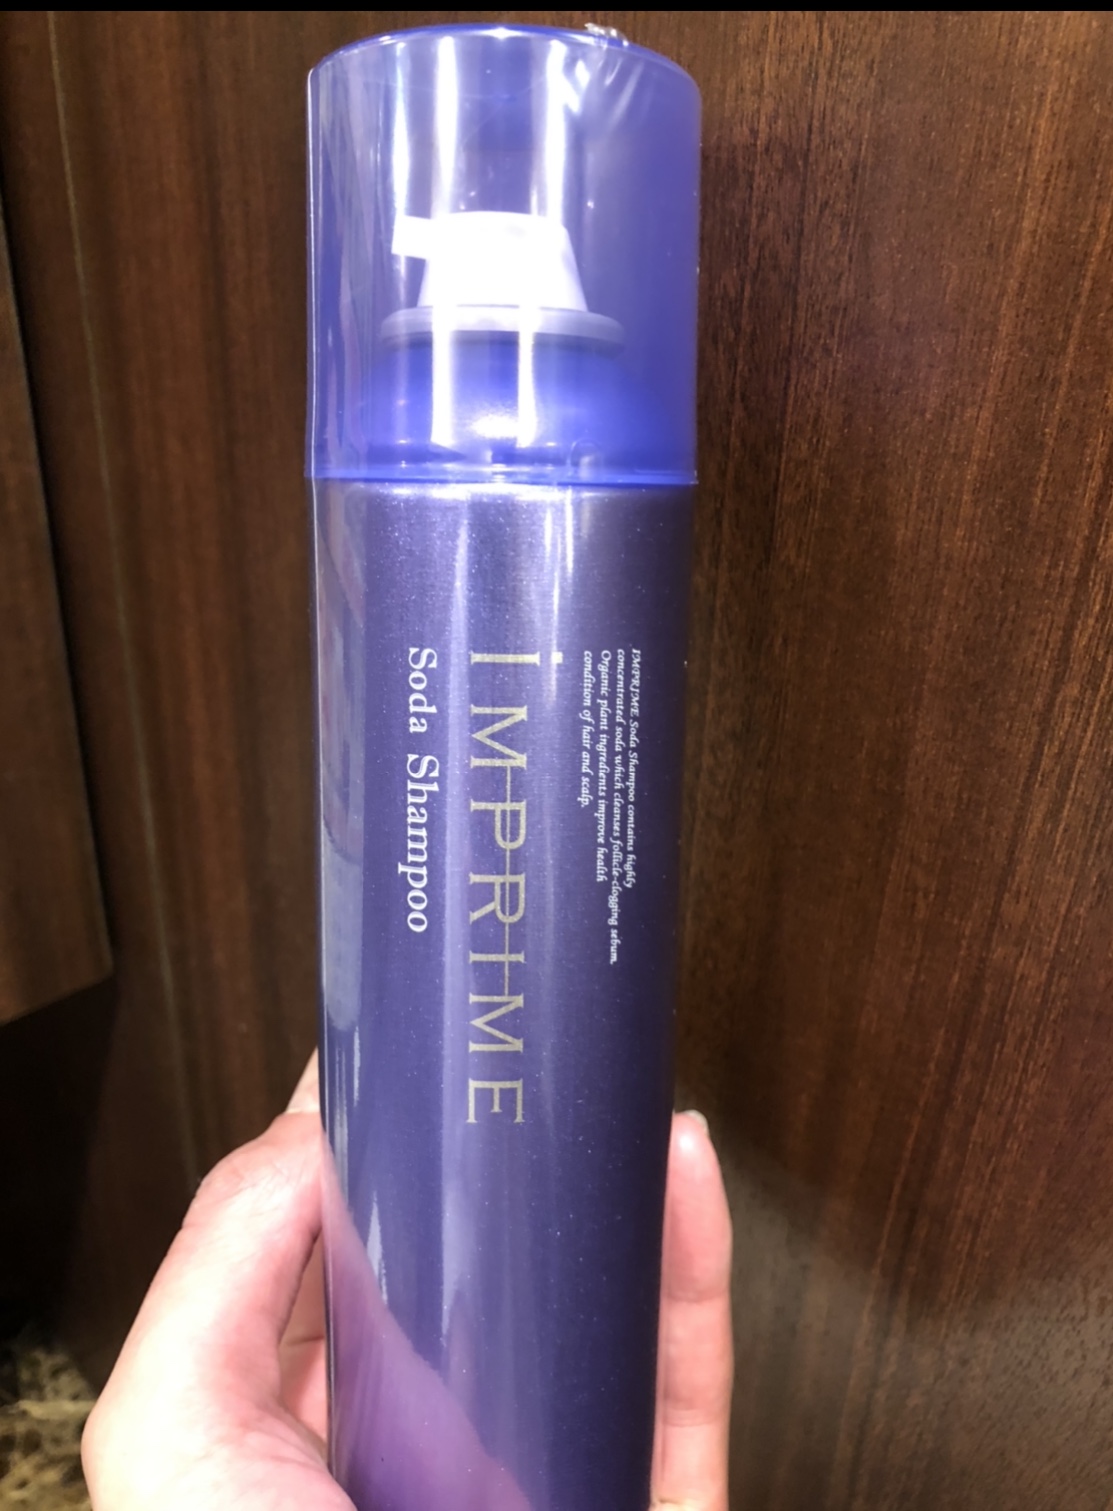 IMPRIME Soda Shampoo contains highly
concentrated soda which cleanses follicle-clogging sebum.
Organic plant ingredients improve health
condition of hair and scalp.
IMPRIME
Soda Shampoo